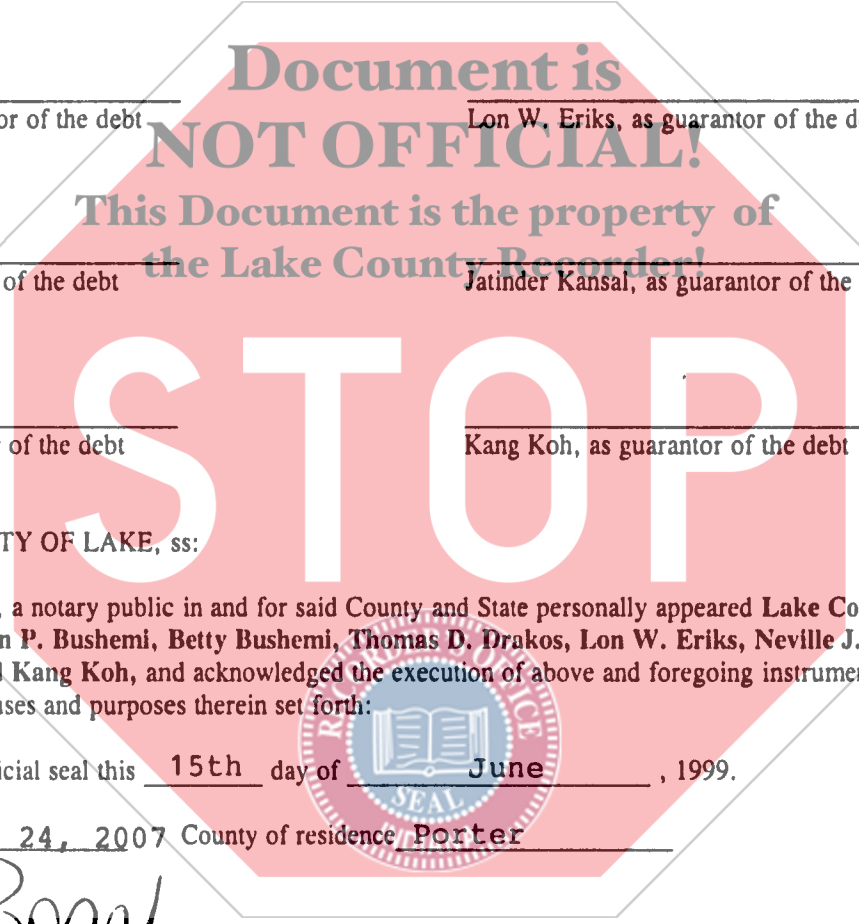 Document is
or of the debt Lon W. Eriks, as guarantor of the d
NOT OFFICIAL!
This Document is the property of
the Lake County Recorder!
of the debt Jatinder Kansal, as guarantor of the
STOP
of the debt Kang Koh, as guarantor of the debt
TY OF LAKE, ss:
, a notary public in and for said County and State personally appeared Lake Co
n P. Bushemi, Betty Bushemi, Thomas D. Drakos, Lon W. Eriks, Neville J.
Kang Koh, and acknowledged the execution of above and foregoing instrume
uses and purposes therein set forth:
icial seal this 15th day of June , 1999.
SEAL
24, 2007 County of residence Porter